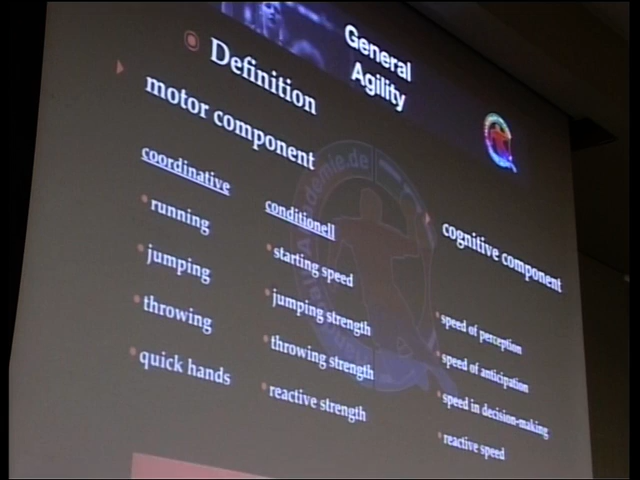 General
Agility
Definition
motor component
coordinative
running
jumping
throwing
quick hands
conditionell
starting speed
jumping strength
throwing strength
reactive strength
cognitive component
speed of perception
speed of anticipation
speed in decision-making
reactive speed